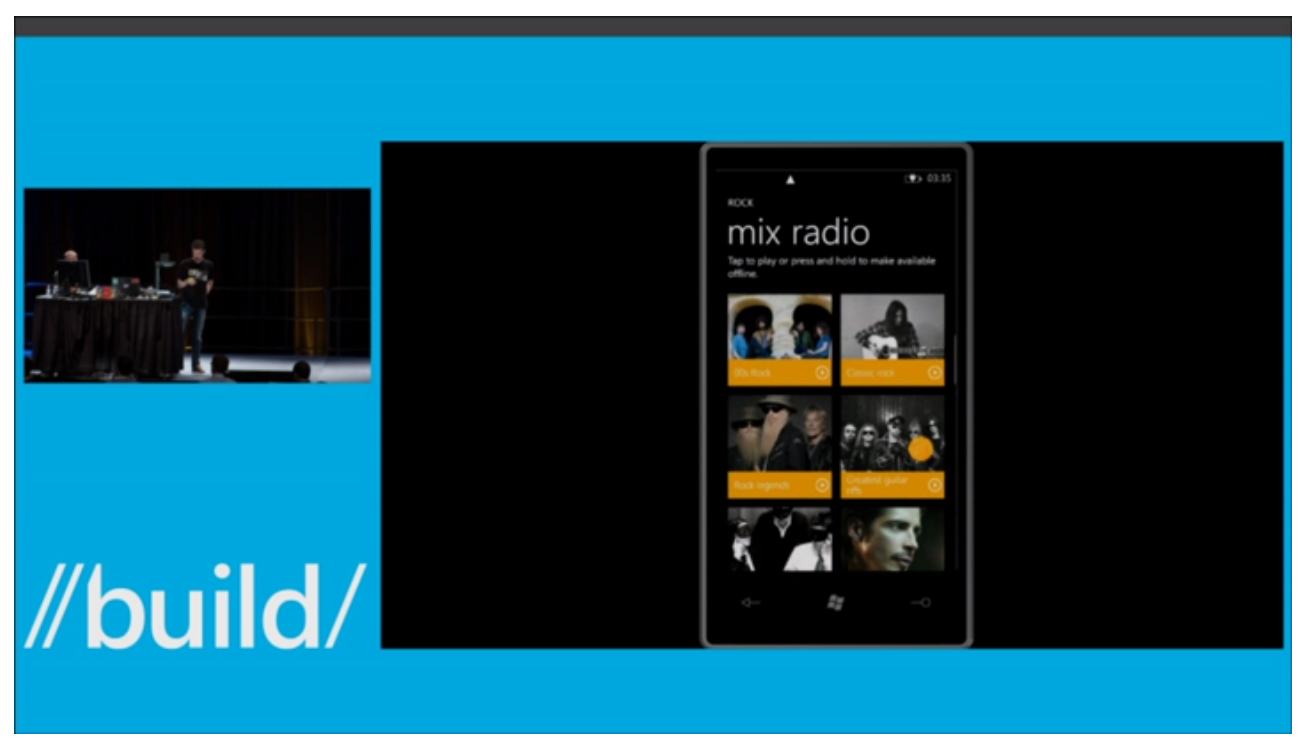 03:35
ROCK
mix radio
Tap to play or press and hold to make available
offline.
00s Rock
Classic rock
Rock legends
Greatest guitar
riffs
//build/